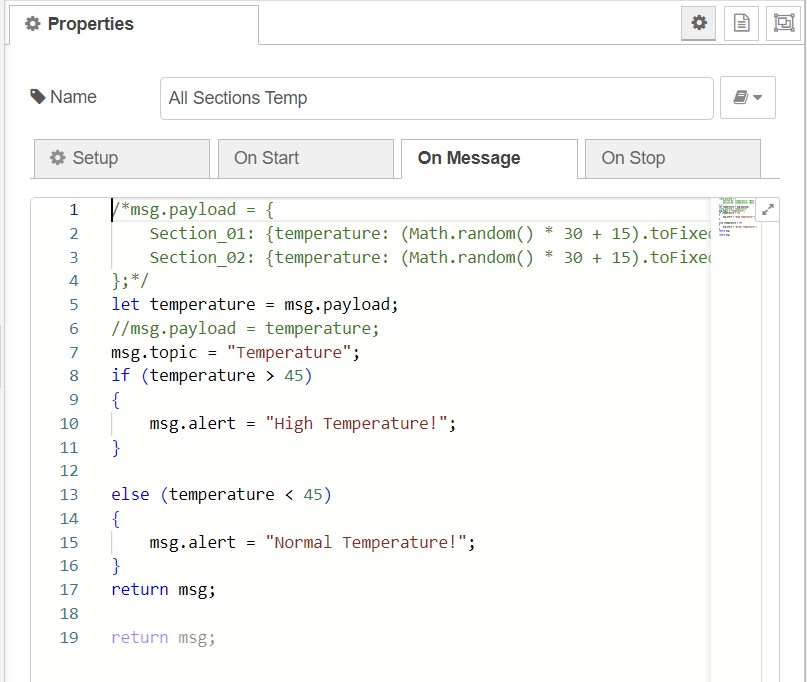 Properties
Name All Sections Temp
Setup On Start On Message On Stop
1 /*msg.payload = {
2 Section_01: {temperature: (Math.random() * 30 + 15).toFixe
3 Section_02: {temperature: (Math.random() * 30 + 15).toFixe
4 };*/
5 let temperature = msg.payload;
6 //msg.payload = temperature;
7 msg.topic = "Temperature";
8 if (temperature > 45)
9 {
10 msg.alert = "High Temperature!";
11 }
12
13 else (temperature < 45)
14 {
15 msg.alert = "Normal Temperature!";
16 }
17 return msg;
18
19 return msg;